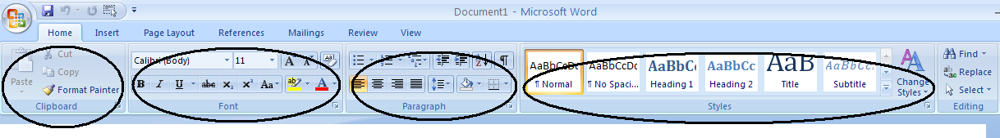 Document1 - Microsoft Word
Home Insert Page Layout References Mailings Review View
Paste
Cut
Copy
Format Painter
Clipboard
Calibri (Body) 11
B I U abc X₂ X² Aa
ab A
Font
Paragraph
AaBbCcDc AaBbCcDc AaBbC AaBbCc AaB AaBbCc.
¶ Normal ¶ No Spaci... Heading 1 Heading 2 Title Subtitle
Change
Styles
Styles
Find
Replace
Select
Editing